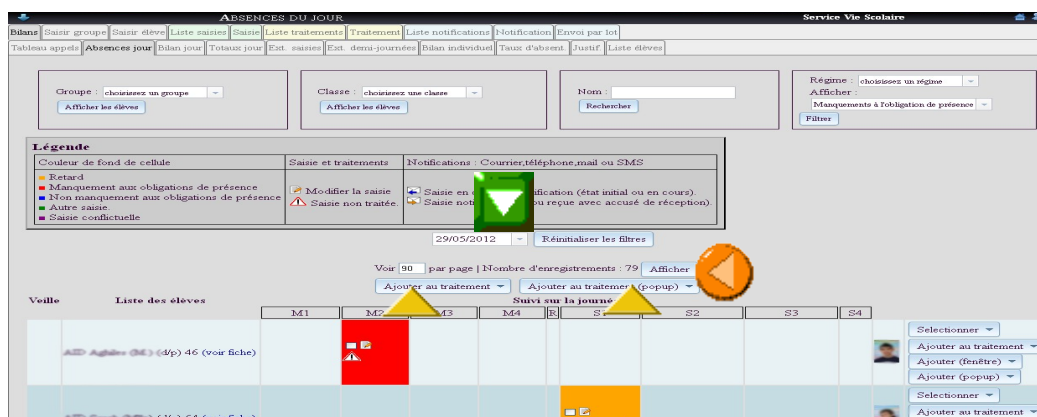 ABSENCES DU JOUR Service Vie Scolaire
Bilans Saisir groupe Saisir élève Liste saisies Saisie Liste traitements Traitement Liste notifications Notification Envoi par lot
Tableau appels Absences jour Bilan jour Totaux jour Ext. saisies Ext. demi-journées Bilan individuel Taux d'absent. Justif. Liste élèves
Groupe : choisissez un groupe
Afficher les élèves
Classe : choisissez une classe
Afficher les élèves
Nom :
Rechercher
Régime : choisissez un régime
Afficher :
Manquements à l'obligation de présence
Filtrer
Légende
Couleur de fond de cellule Saisie et traitements Notifications : Courrier,téléphone,mail ou SMS
Retard
Manquement aux obligations de présence
Non manquement aux obligations de présence
Autre saisie.
Saisie conflictuelle
Modifier la saisie
Saisie non traitée.
Saisie en (état initial ou en cours).
Saisie reçue avec accusé de réception).
29/05/2012 Réinitialiser les filtres
Voir 90 par page | Nombre d'enregistrements : 79 Afficher
Ajouter au traitement Ajouter au traitement (popup)
Veille Liste des élèves Suivi sur la journée
M1 M2 M3 M4 R S1 S2 S3 S4
(d/p) 46 (voir fiche)
Selectionner
Ajouter au traitement
Ajouter (fenêtre)
Ajouter (popup)
Selectionner
Ajouter au traitement